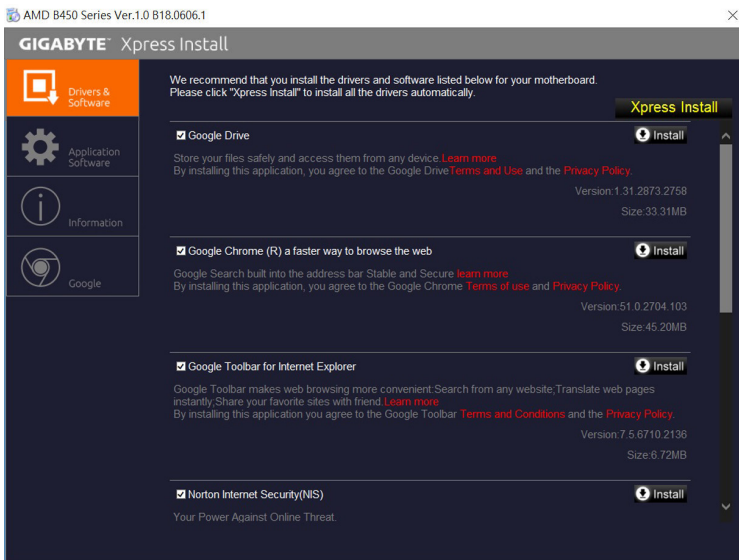 AMD B450 Series Ver.1.0 B18.0606.1
GIGABYTE™ Xpress Install
Drivers &
Software
Application
Software
Information
Google
We recommend that you install the drivers and software listed below for your motherboard.
Please click "Xpress Install" to install all the drivers automatically.
Xpress Install
Google Drive
Install
Store your files safely and access them from any device.Learn more
By installing this application, you agree to the Google DriveTerms and Use and the Privacy Policy.
Version:1.31.2873.2758
Size:33.31MB
Google Chrome (R) a faster way to browse the web
Install
Google Search built into the address bar Stable and Secure learn more
By installing this application, you agree to the Google Chrome Terms of use and Privacy Policy.
Version:51.0.2704.103
Size:45.20MB
Google Toolbar for Internet Explorer
Install
Google Toolbar makes web browsing more convenient:Search from any website;Translate web pages
instantly;Share your favorite sites with friend.Learn more
By installing this application you agree to the Google Toolbar Terms and Conditions and the Privacy Policy.
Version:7.5.6710.2136
Size:6.72MB
Norton Internet Security(NIS)
Install
Your Power Against Online Threat.